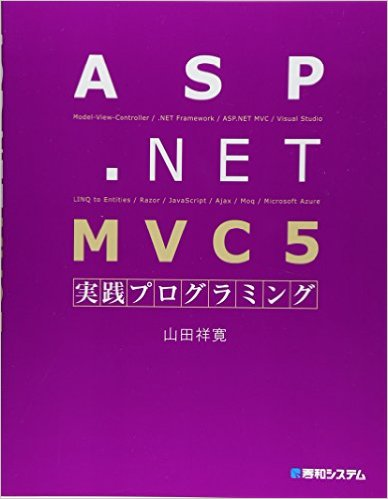 ASP
Model-View-Controller / .NET Framework / ASP.NET MVC / Visual Studio
.NET
LINQ to Entities / Razor / JavaScript / Ajax / Moq / Microsoft Azure
MVC5
実践プログラミング
山田祥寛
秀和システム